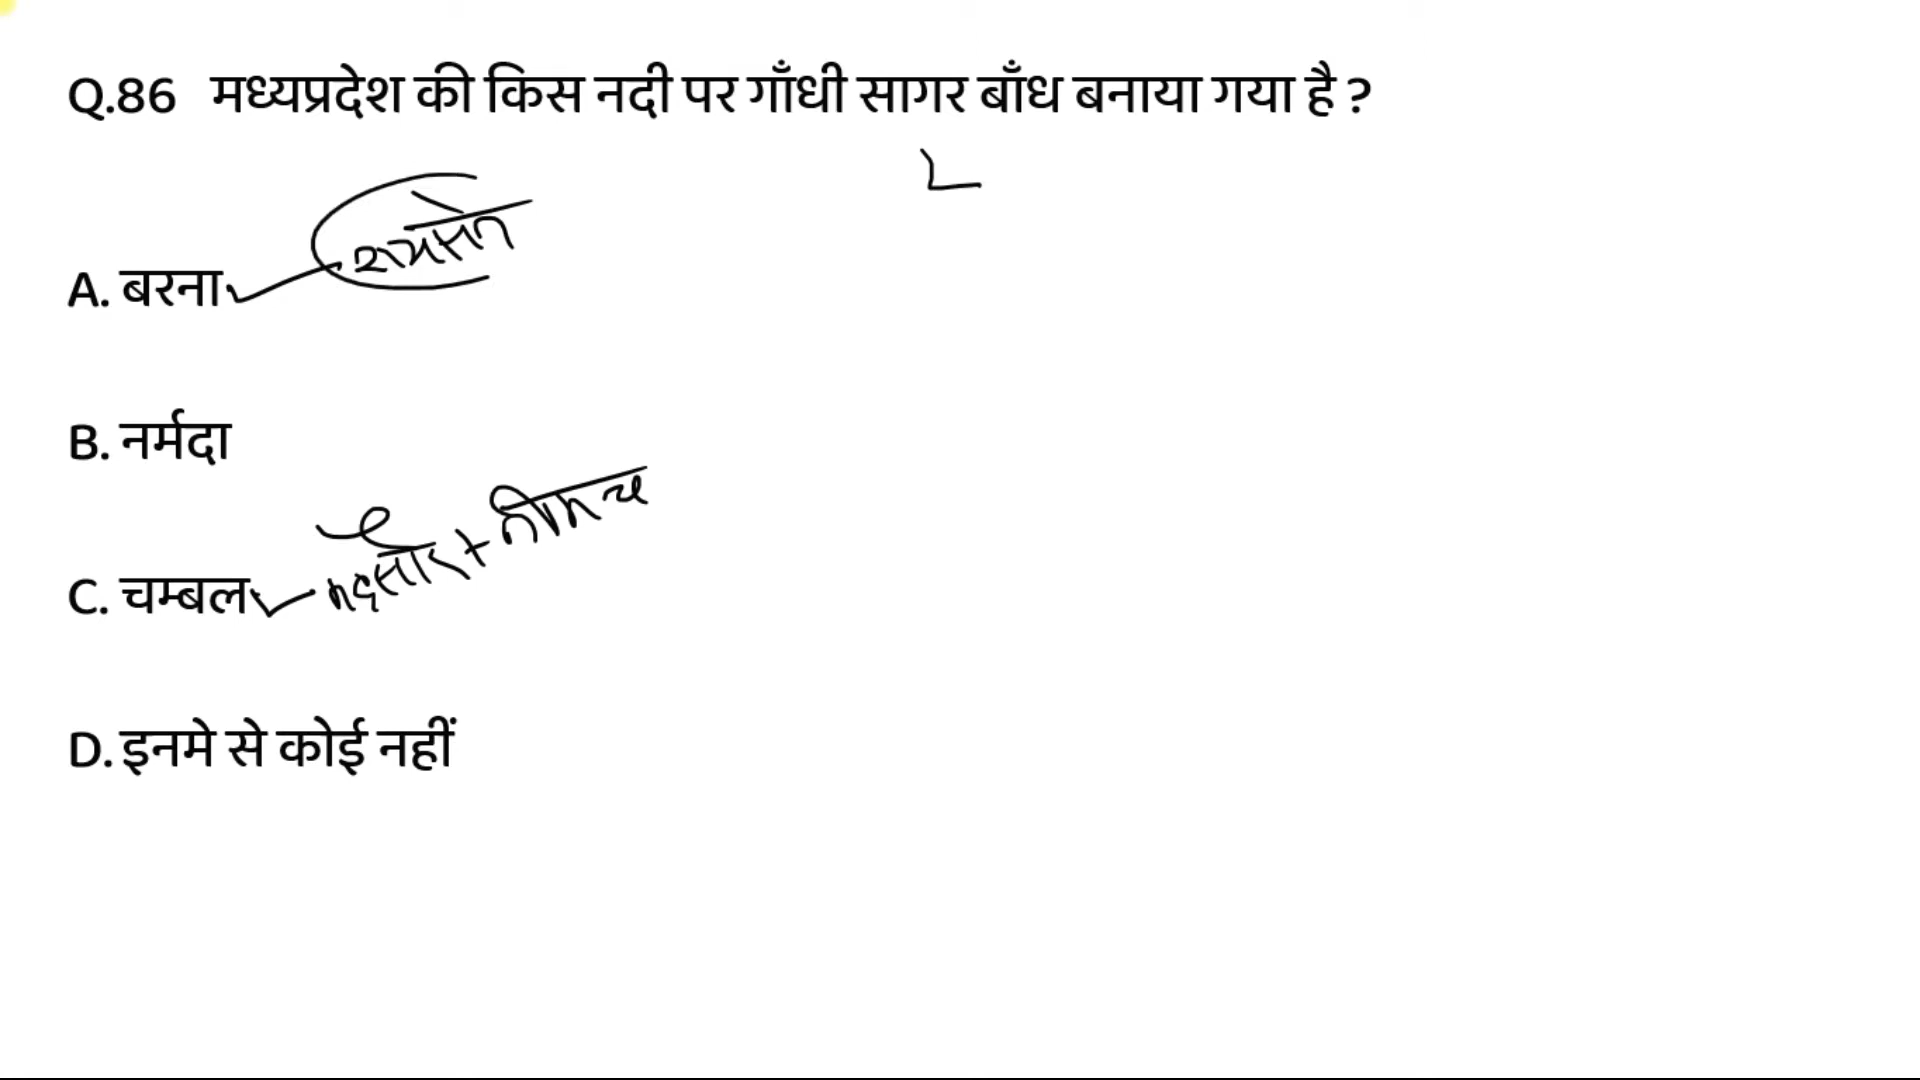 Q.86 मध्यप्रदेश की किस नदी पर गाँधी सागर बाँध बनाया गया है ?
रायसेन
A. बरना
B. नर्मदा
मंदसौर + नीमच
C. चम्बल
D. इनमे से कोई नहीं